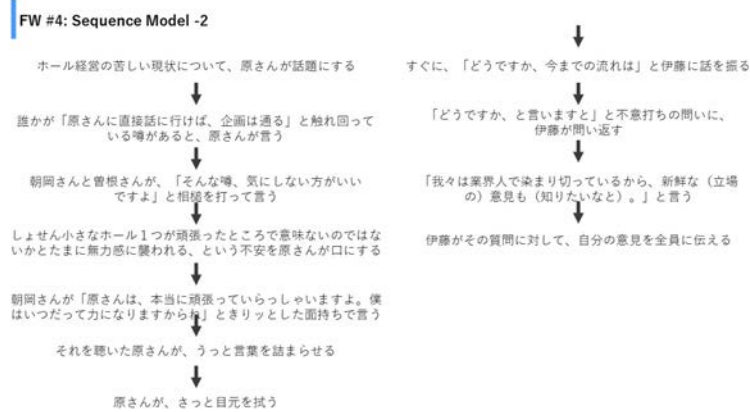 FW #4: Sequence Model -2
ホール経営の苦しい現状について、原さんが話題にする
誰かが「原さんに直接話に行けば、企画は通る」と触れ回って
いる噂があると、原さんが言う
朝岡さんと曽根さんが、「そんな噂、気にしない方がいい
ですよ」と相槌を打って言う
しょせん小さなホール1つが頑張ったところで意味ないのではな
いかとたまに無力感に襲われる、という不安を原さんが口にする
朝岡さんが「原さんは、本当に頑張っていらっしゃいますよ。僕
はいつだって力になりますからね」ときりッとした面持ちで言う
それを聴いた原さんが、うっと言葉を詰まらせる
原さんが、さっと目元を拭う
すぐに、「どうですか、今までの流れは」と伊藤に話を振る
「どうですか、と言いますと」と不意打ちの問いに、
伊藤が問い返す
「我々は業界人で染まり切っているから、新鮮な（立場
の）意見も（知りたいなと）。」と言う
伊藤がその質問に対して、自分の意見を全員に伝える